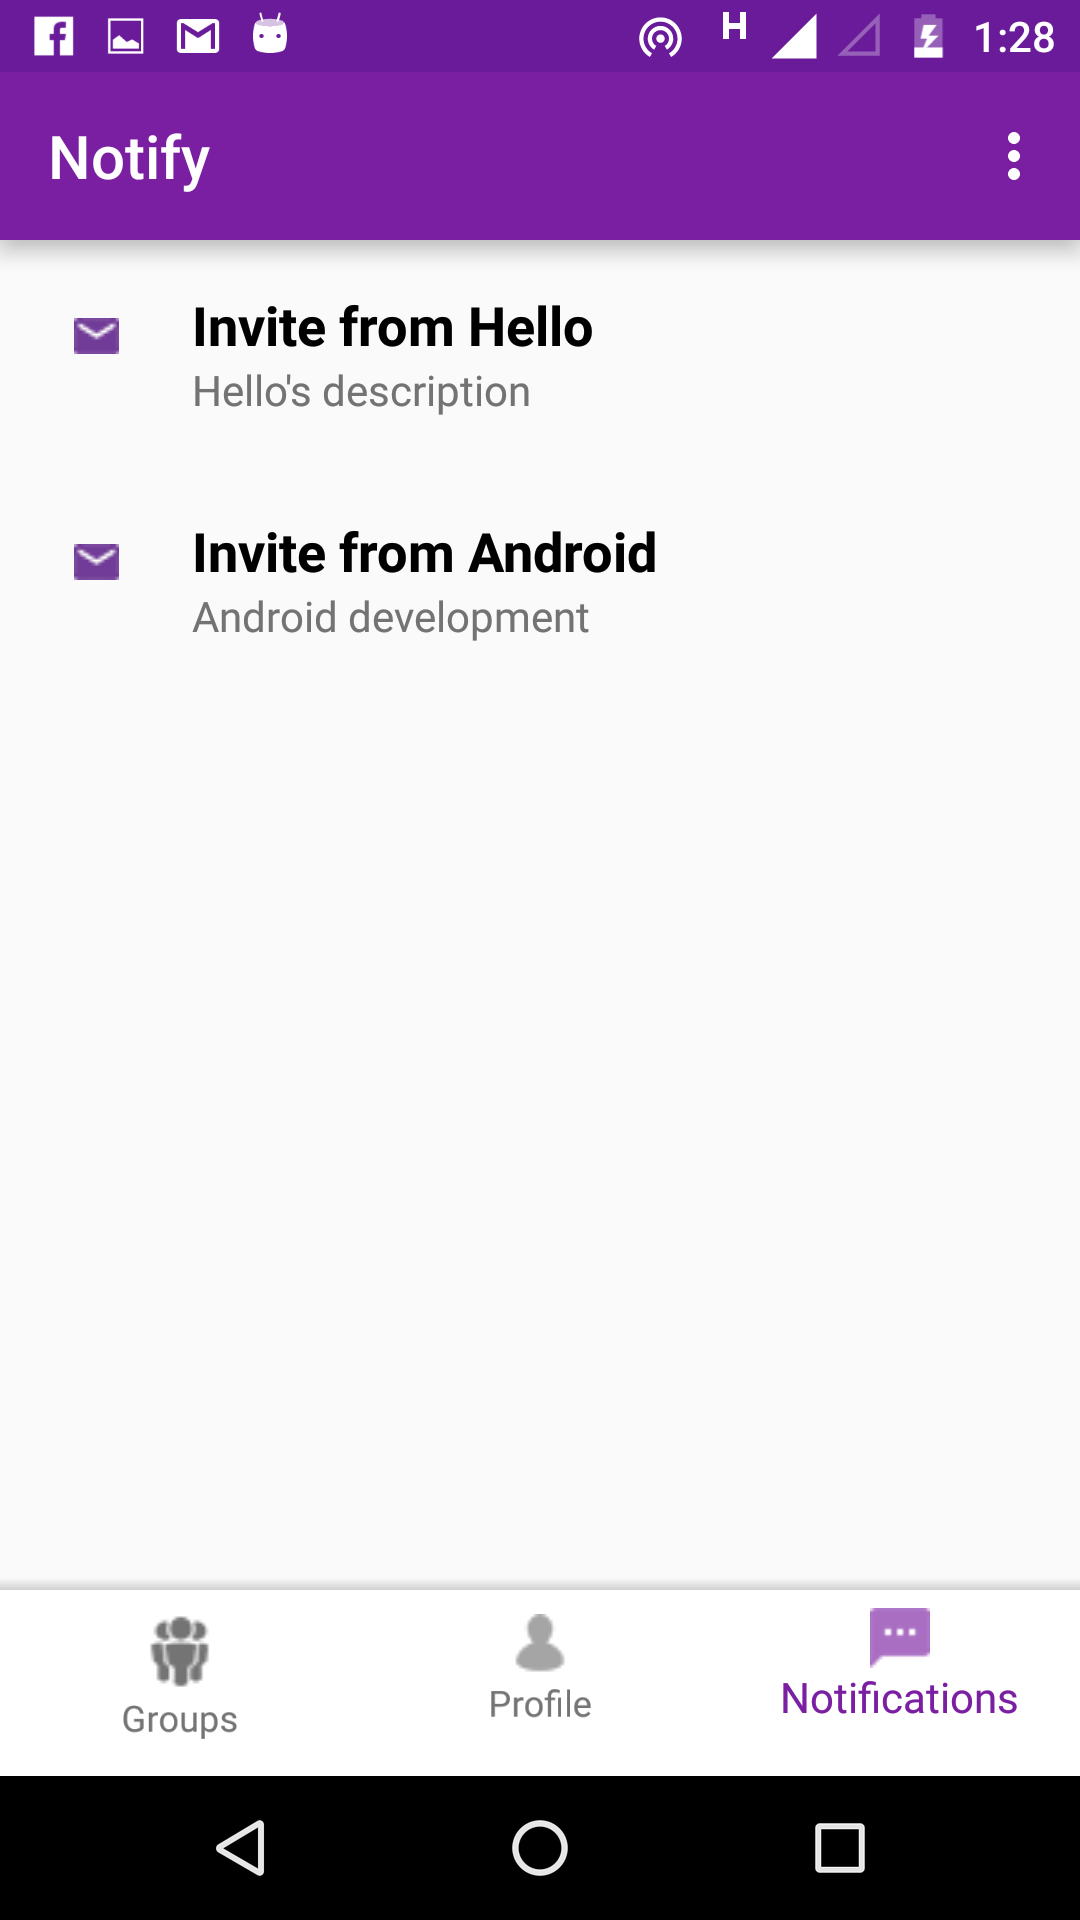 H 1:28
Notify
Invite from Hello
Hello's description
Invite from Android
Android development
Groups
Profile
Notifications